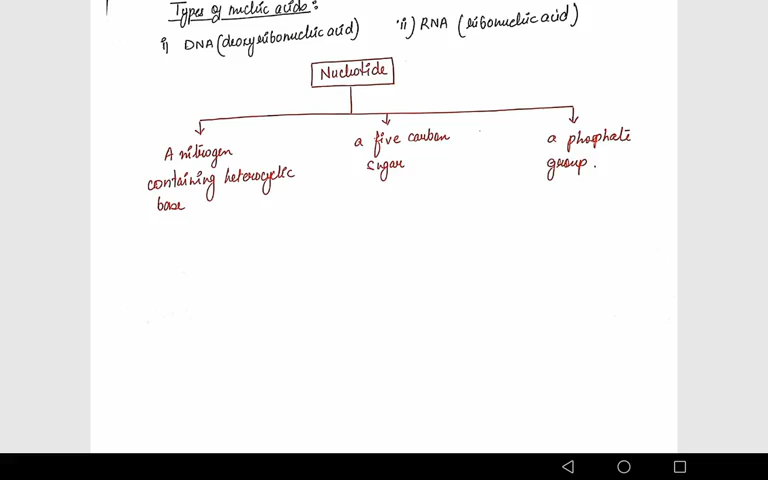 Types of nucleic acids:
i) DNA (deoxyribonucleic acid) ii) RNA (ribonucleic acid)
Nucleotide
A nitrogen
containing heterocyclic
base
a five carbon
sugar
a phosphate
group.